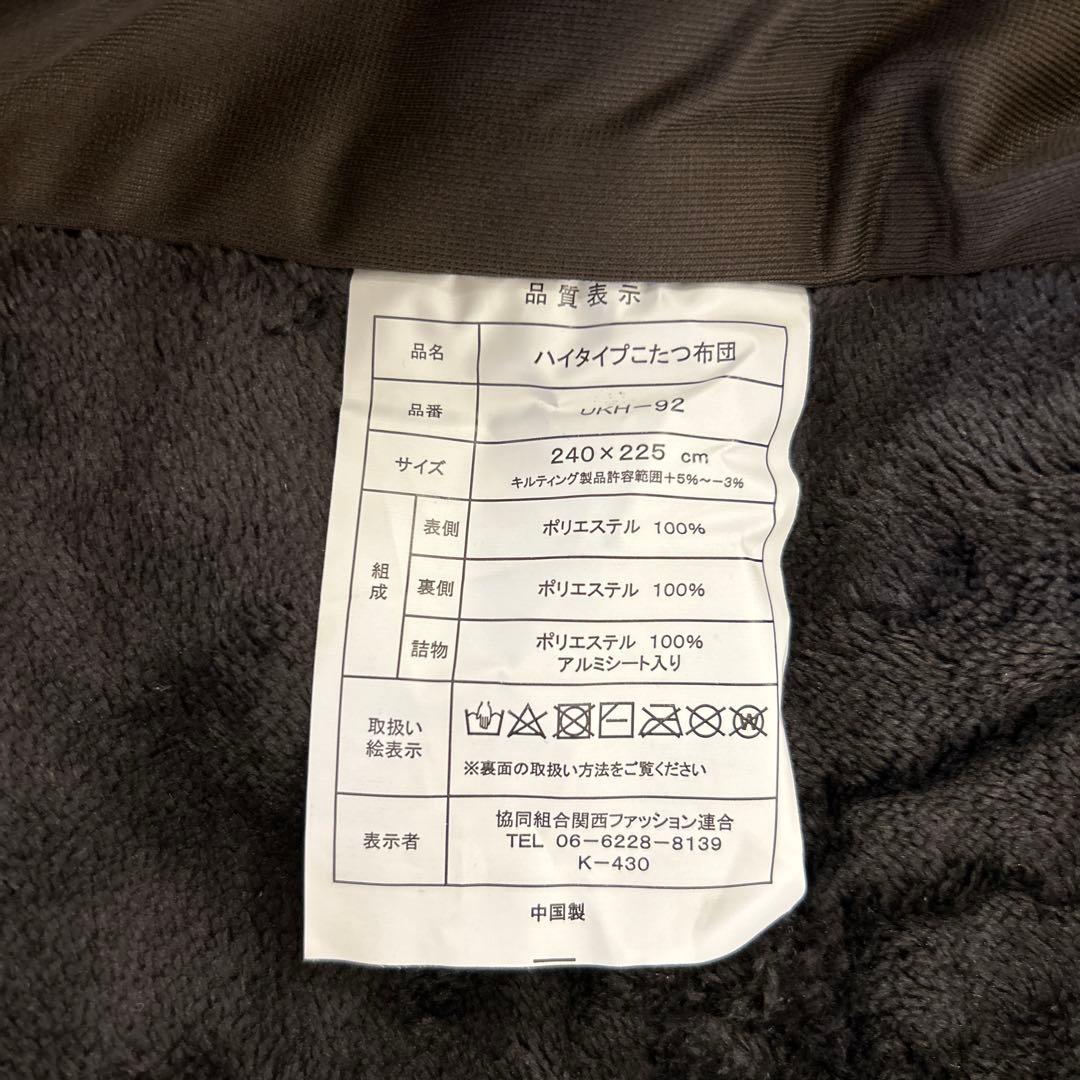 品質表示
品名 ハイタイプこたつ布団
品番 -92
サイズ 240×225 cm
キルティング製品許容範囲+5%~-3%
組成
表側 ポリエステル 100%
裏側 ポリエステル 100%
詰物 ポリエステル 100%
アルミシート入り
取扱い
絵表示
※裏面の取扱い方法をご覧ください
表示者
協同組合関西ファッション連合
TEL 06-6228-8139
K-430
中国製